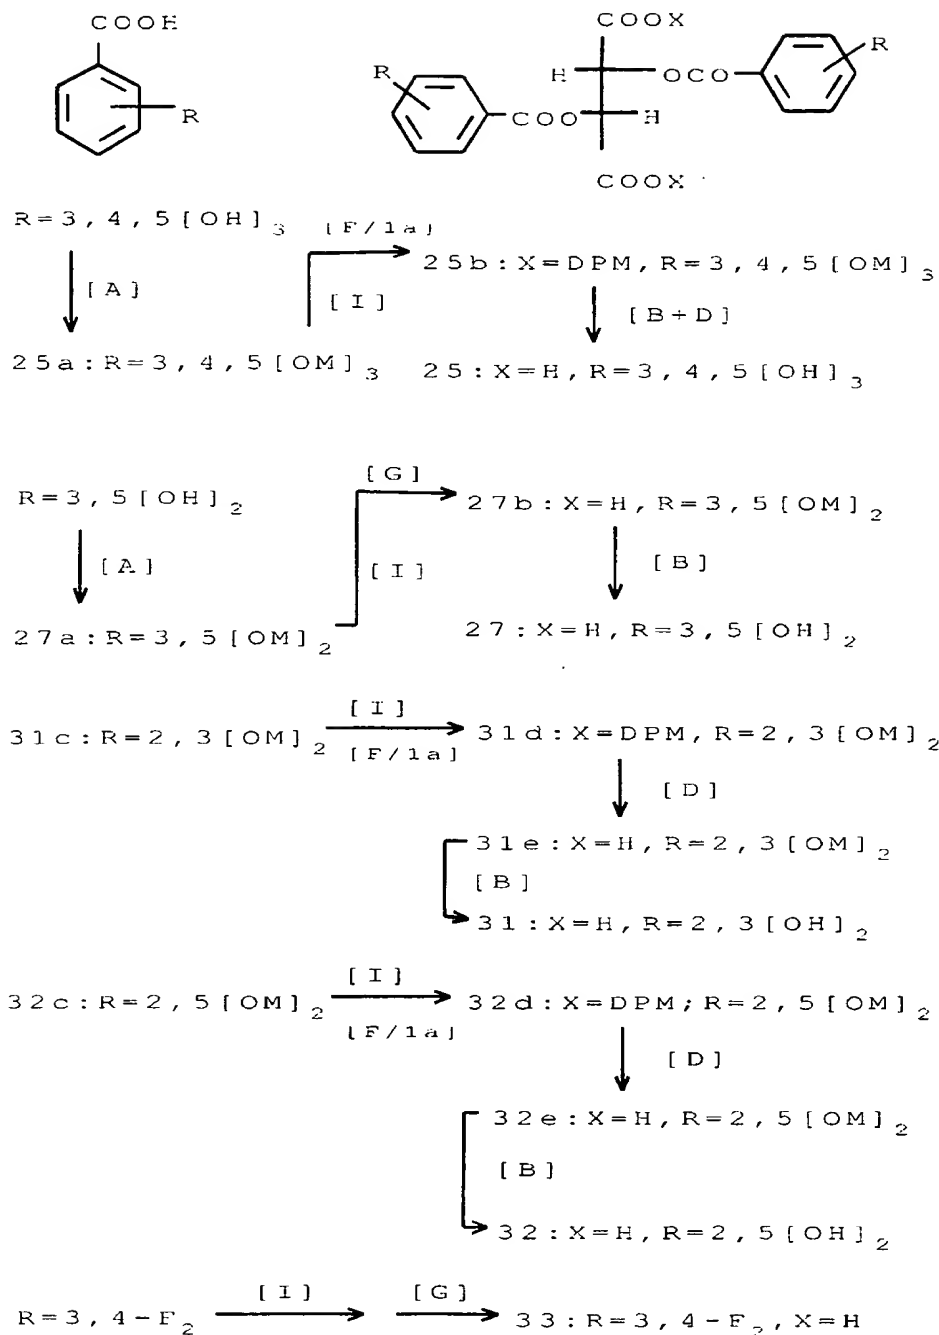 COOH
R
COOX
R
H
OCO
R
COO
H
COOX
R=3,4,5[OH]₃
[F/1a]
25b:X=DPM,R=3,4,5[OM]₃
[A]
[I]
[B+D]
25a:R=3,4,5[OM]₃
25:X=H,R=3,4,5[OH]₃
[G]
R=3,5[OH]₂
27b:X=H,R=3,5[OM]₂
[A]
[I]
[B]
27a:R=3,5[OM]₂
27:X=H,R=3,5[OH]₂
[I]
31c:R=2,3[OM]₂
31d:X=DPM,R=2,3[OM]₂
[F/1a]
[D]
31e:X=H,R=2,3[OM]₂
[B]
31:X=H,R=2,3[OH]₂
[I]
32c:R=2,5[OM]₂
32d:X=DPM;R=2,5[OM]₂
[F/1a]
[D]
32e:X=H,R=2,5[OM]₂
[B]
32:X=H,R=2,5[OH]₂
[I]
[G]
R=3,4-F₂
33:R=3,4-F₂,X=H